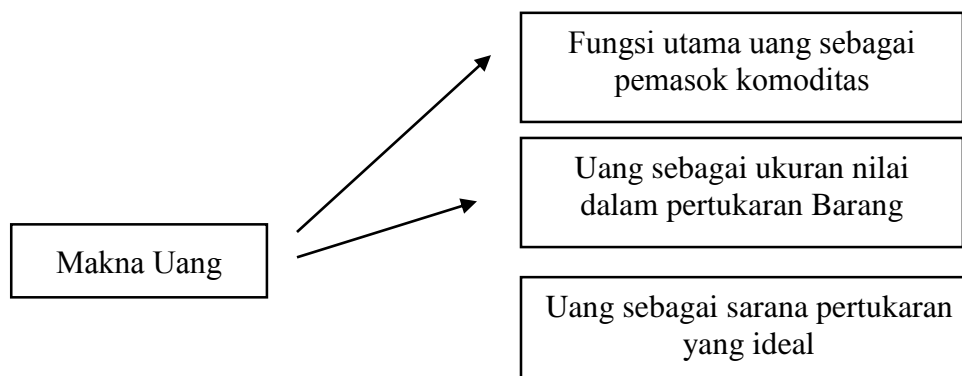 Fungsi utama uang sebagai
pemasok komoditas
Uang sebagai ukuran nilai
dalam pertukaran Barang
Makna Uang
Uang sebagai sarana pertukaran
yang ideal